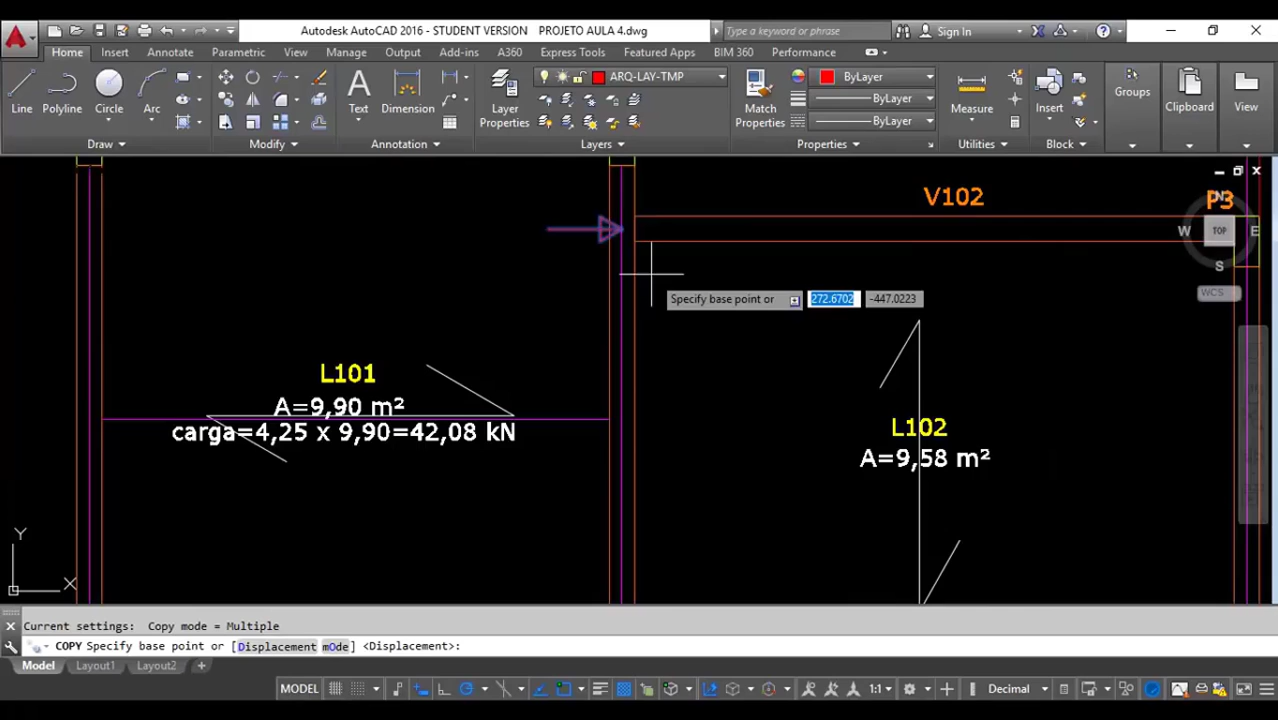 Autodesk AutoCAD 2016 - STUDENT VERSION PROJETO AULA 4.dwg
Type a keyword or phrase
Sign In
Home Insert Annotate Parametric View Manage Output Add-ins A360 Express Tools Featured Apps BIM 360 Performance
ARQ-LAY-TMP
ByLayer
ByLayer
ByLayer
Line Polyline Circle Arc
Text Dimension
Layer Properties
Match Properties
Measure
Insert
Groups
Clipboard
View
Draw Modify Annotation Layers Properties Utilities Block
V102
P3
N
W TOP E
S
WCS
Specify base point or 272.6702 -447.0223
L101
A=9,90 m²
carga=4,25 x 9,90=42,08 kN
L102
A=9,58 m²
Y
X
Current settings: Copy mode = Multiple
COPY Specify base point or [Displacement mOde] <Displacement>:
Model Layout1 Layout2 +
MODEL 1:1 Decimal